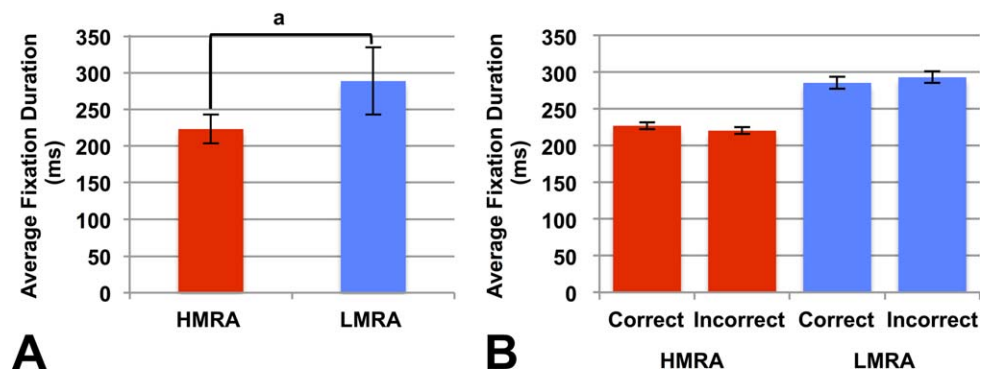 a
Average Fixation Duration
(ms)
350
300
250
200
150
100
50
0
HMRA LMRA
A
Average Fixation Duration
(ms)
350
300
250
200
150
100
50
0
Correct Incorrect Correct Incorrect
HMRA LMRA
B